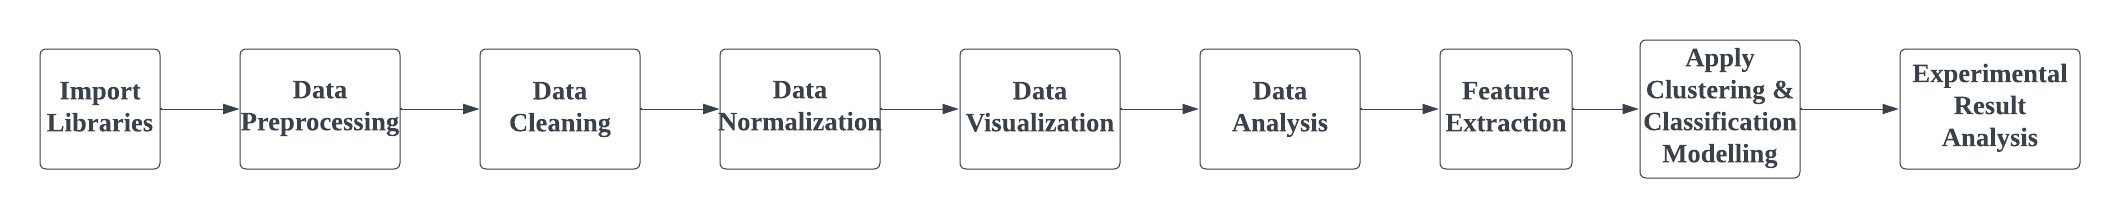 Import
Libraries
Data
Preprocessing
Data
Cleaning
Data
Normalization
Data
Visualization
Data
Analysis
Feature
Extraction
Apply
Clustering &
Classification
Modelling
Experimental
Result
Analysis